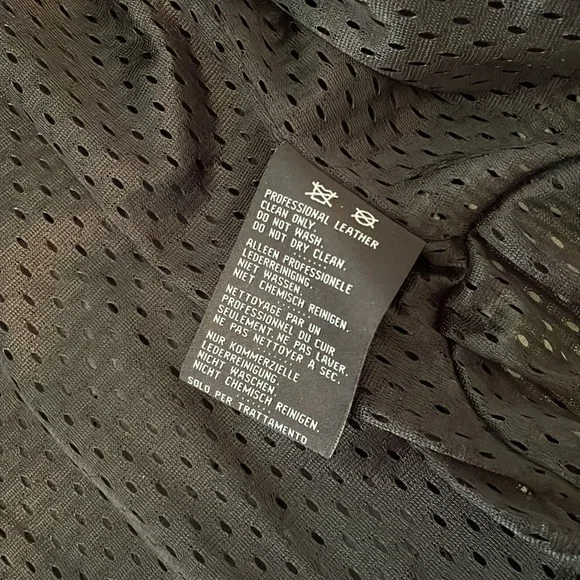 PROFESSIONAL LEATHER
CLEAN ONLY.
DO NOT WASH.
DO NOT DRY CLEAN.
.......
ALLEEN PROFESSIONELE
LEDERREINIGING.
NIET WASSEN.
NIET CHEMISCH REINIGEN.
.......
NETTOYAGE PAR UN
PROFESSIONNEL DU CUIR
SEULEMENT NE PAS LAVER.
NE PAS NETTOYER A SEC.
.......
NUR KOMMERZIELLE
LEDERREINIGUNG.
NICHT WASCHEN.
NICHT CHEMISCH REINIGEN.
.......
SOLO PER TRATTAMENTO